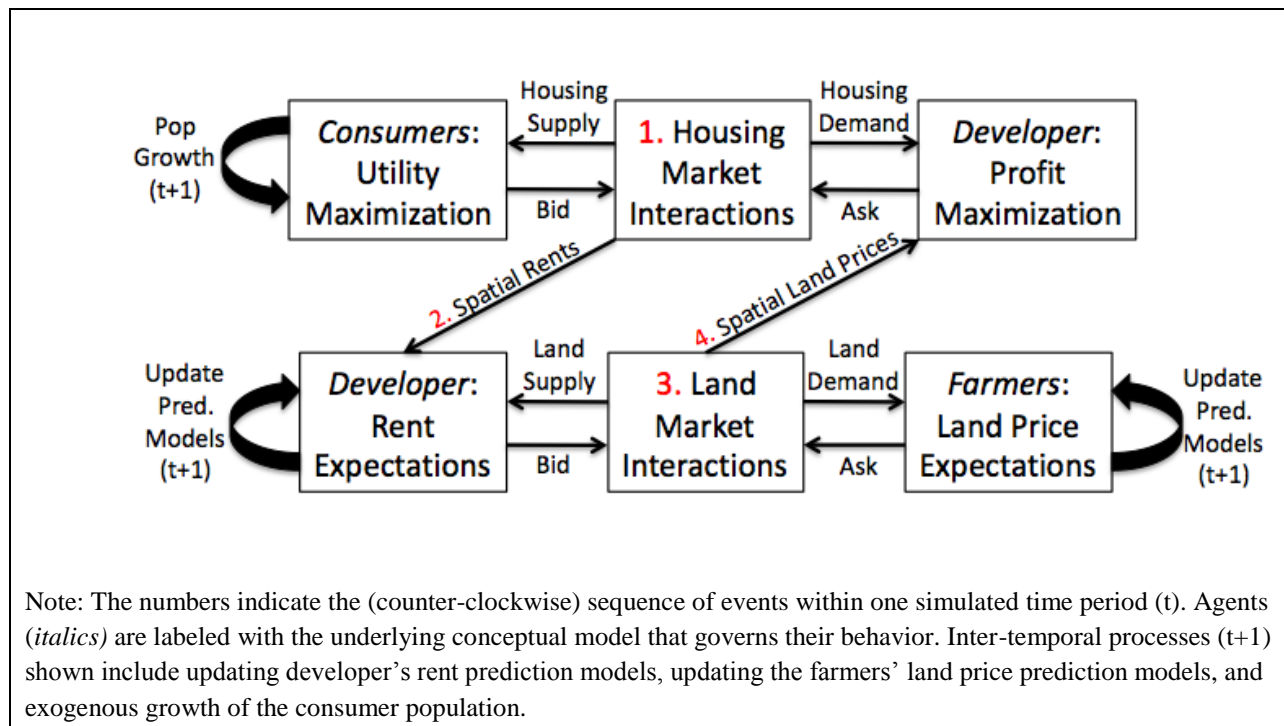 Pop
Growth
(t+1)
Consumers:
Utility
Maximization
Housing
Supply
Bid
1. Housing
Market
Interactions
Housing
Demand
Ask
Developer:
Profit
Maximization
2. Spatial Rents
4. Spatial Land Prices
Update
Pred.
Models
(t+1)
Developer:
Rent
Expectations
Land
Supply
Bid
3. Land
Market
Interactions
Land
Demand
Ask
Farmers:
Land Price
Expectations
Update
Pred.
Models
(t+1)
Note: The numbers indicate the (counter-clockwise) sequence of events within one simulated time period (t). Agents
(italics) are labeled with the underlying conceptual model that governs their behavior. Inter-temporal processes (t+1)
shown include updating developer’s rent prediction models, updating the farmers’ land price prediction models, and
exogenous growth of the consumer population.